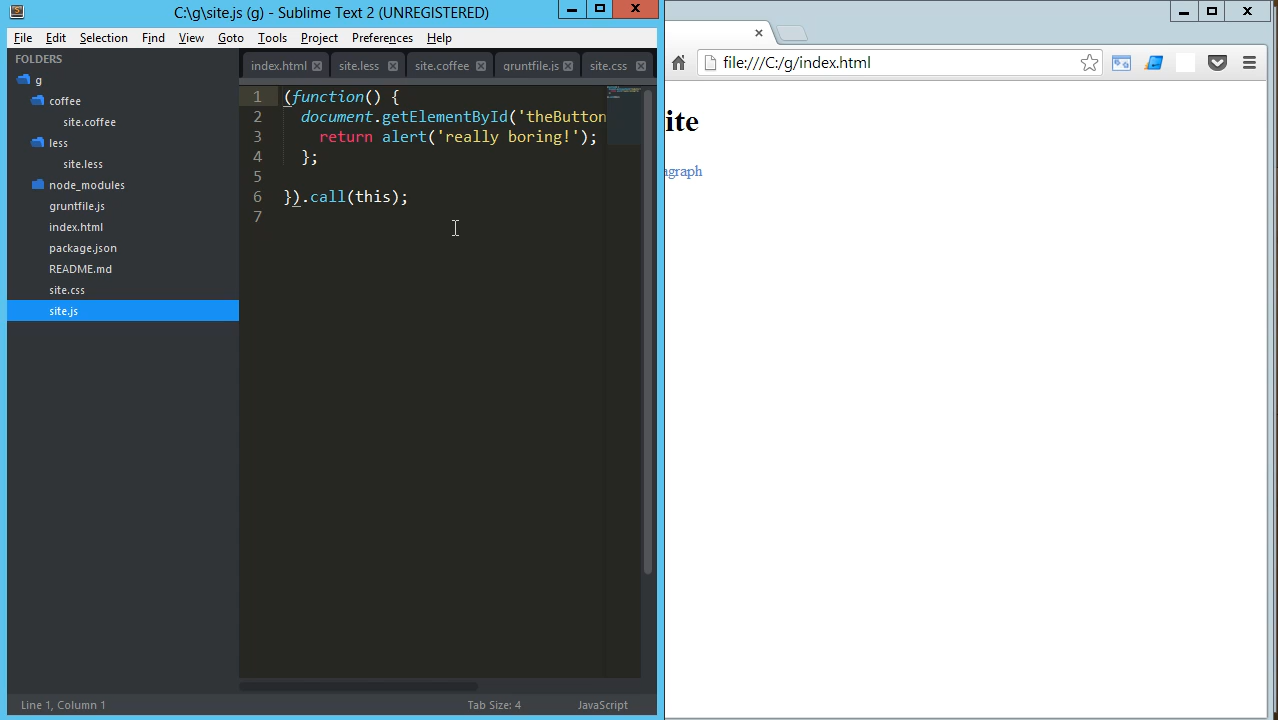 C:\g\site.js (g) - Sublime Text 2 (UNREGISTERED)
File Edit Selection Find View Goto Tools Project Preferences Help
FOLDERS
g
coffee
site.coffee
less
site.less
node_modules
gruntfile.js
index.html
package.json
README.md
site.css
site.js
index.html site.less site.coffee gruntfile.js site.css
1 (function() {
2 document.getElementById('theButton
3 return alert('really boring!');
4 };
5
6 }).call(this);
7
Line 1, Column 1 Tab Size: 4 JavaScript
file:///C:/g/index.html
ite
agraph